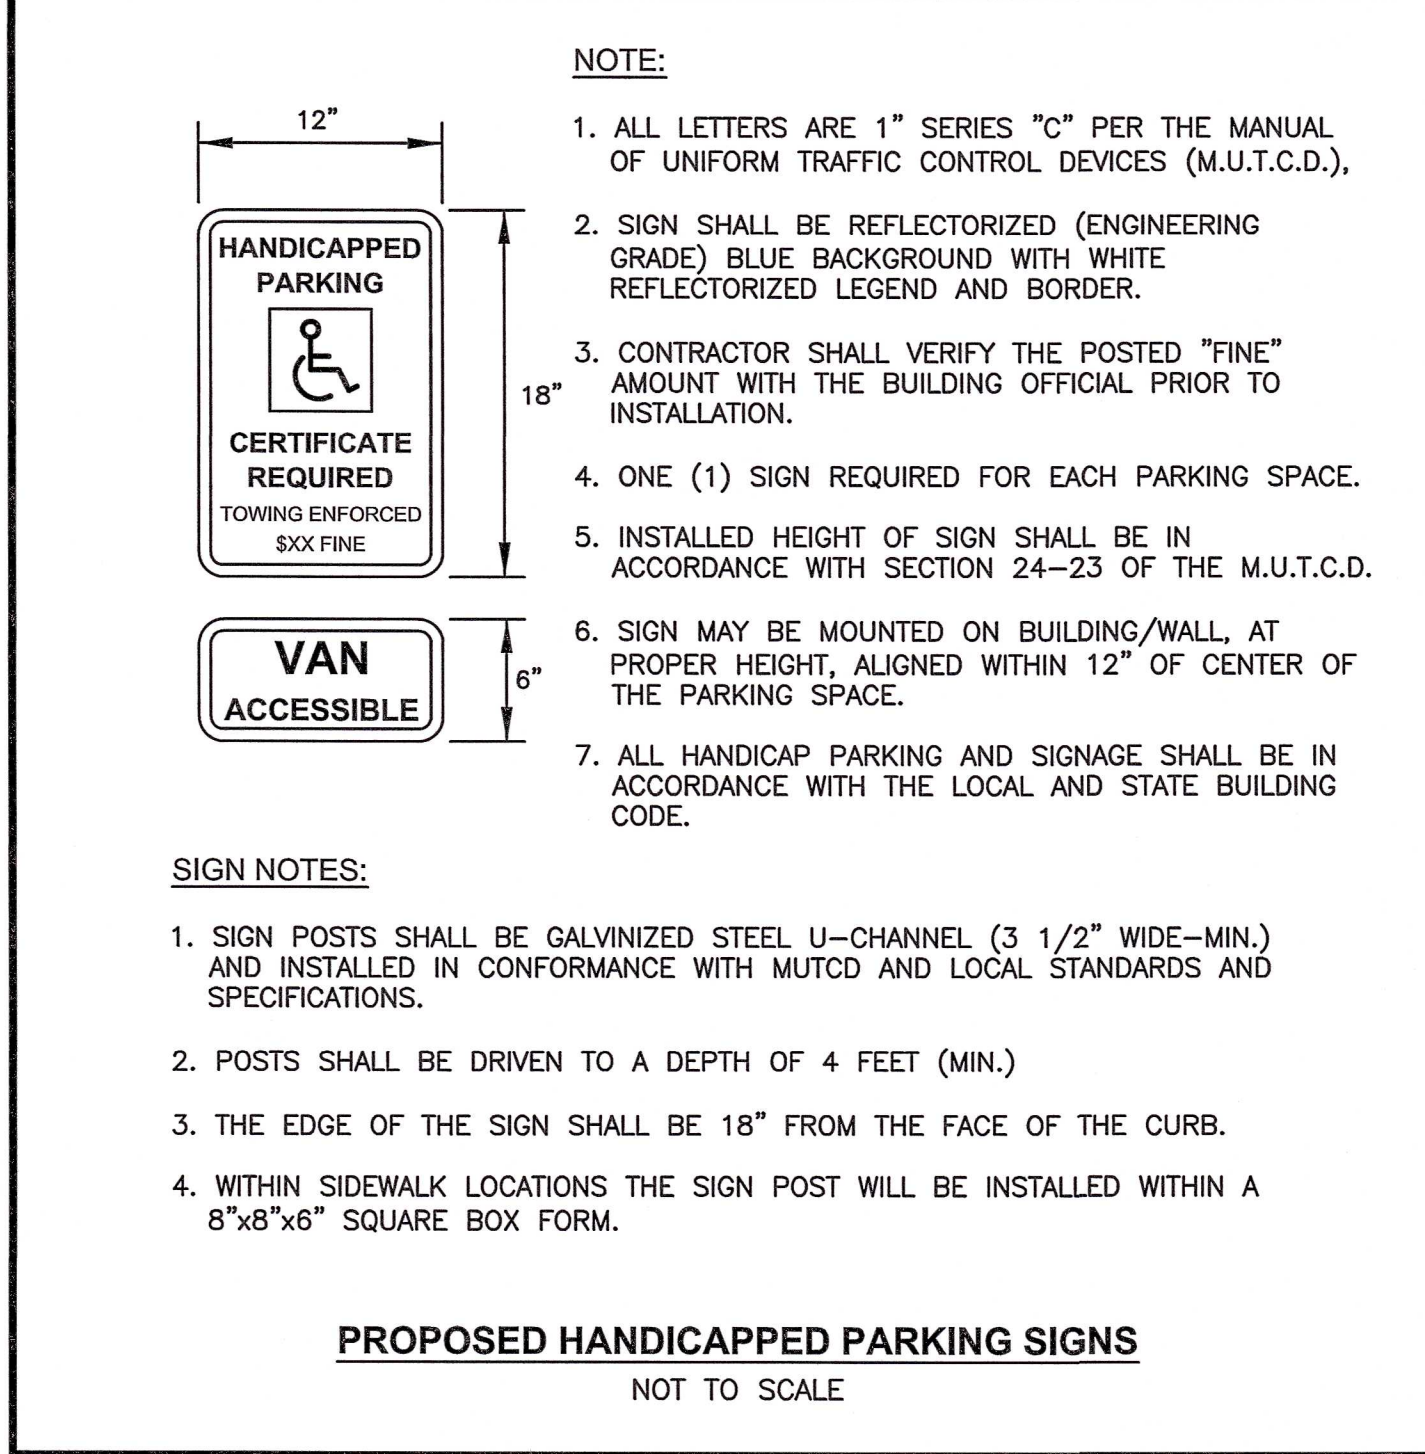 12"
HANDICAPPED
PARKING
CERTIFICATE
REQUIRED
TOWING ENFORCED
$XX FINE
18"
VAN
ACCESSIBLE
6"
NOTE:
1. ALL LETTERS ARE 1" SERIES "C" PER THE MANUAL
OF UNIFORM TRAFFIC CONTROL DEVICES (M.U.T.C.D.),
2. SIGN SHALL BE REFLECTORIZED (ENGINEERING
GRADE) BLUE BACKGROUND WITH WHITE
REFLECTORIZED LEGEND AND BORDER.
3. CONTRACTOR SHALL VERIFY THE POSTED "FINE"
AMOUNT WITH THE BUILDING OFFICIAL PRIOR TO
INSTALLATION.
4. ONE (1) SIGN REQUIRED FOR EACH PARKING SPACE.
5. INSTALLED HEIGHT OF SIGN SHALL BE IN
ACCORDANCE WITH SECTION 24-23 OF THE M.U.T.C.D.
6. SIGN MAY BE MOUNTED ON BUILDING/WALL, AT
PROPER HEIGHT, ALIGNED WITHIN 12" OF CENTER OF
THE PARKING SPACE.
7. ALL HANDICAP PARKING AND SIGNAGE SHALL BE IN
ACCORDANCE WITH THE LOCAL AND STATE BUILDING
CODE.
SIGN NOTES:
1. SIGN POSTS SHALL BE GALVINIZED STEEL U-CHANNEL (3 1/2" WIDE-MIN.)
AND INSTALLED IN CONFORMANCE WITH MUTCD AND LOCAL STANDARDS AND
SPECIFICATIONS.
2. POSTS SHALL BE DRIVEN TO A DEPTH OF 4 FEET (MIN.)
3. THE EDGE OF THE SIGN SHALL BE 18" FROM THE FACE OF THE CURB.
4. WITHIN SIDEWALK LOCATIONS THE SIGN POST WILL BE INSTALLED WITHIN A
8"x8"x6" SQUARE BOX FORM.
PROPOSED HANDICAPPED PARKING SIGNS
NOT TO SCALE